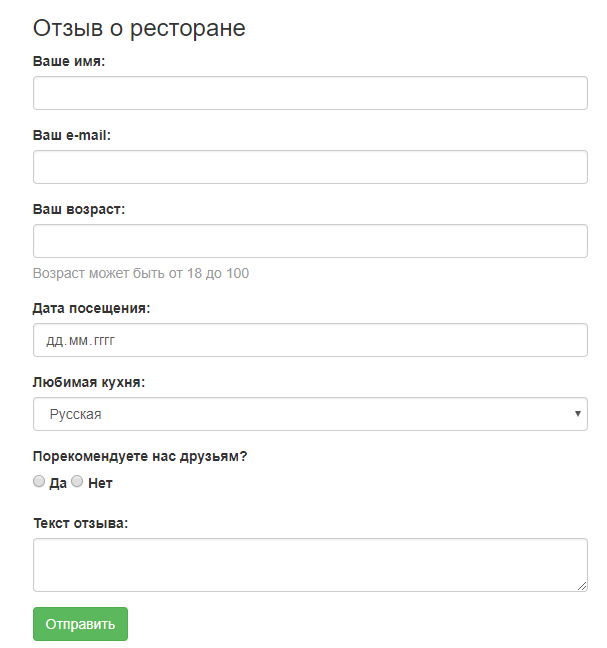 Отзыв о ресторане
Ваше имя:
Ваш e-mail:
Ваш возраст:
Возраст может быть от 18 до 100
Дата посещения:
дд.мм.гггг
Любимая кухня:
Русская
Порекомендуете нас друзьям?
Да Нет
Текст отзыва:
Отправить